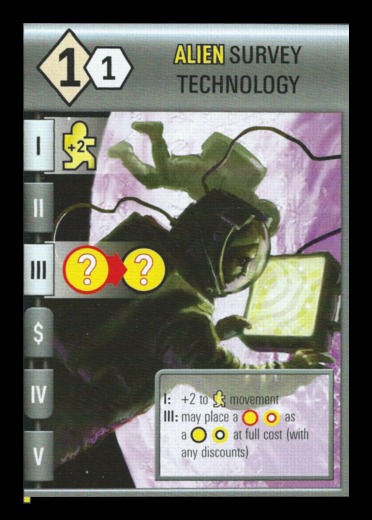 1 1
ALIEN SURVEY
TECHNOLOGY
I +2
II
III ? ?
$
IV
V
I: +2 to movement
III: may place a as
a at full cost (with
any discounts)